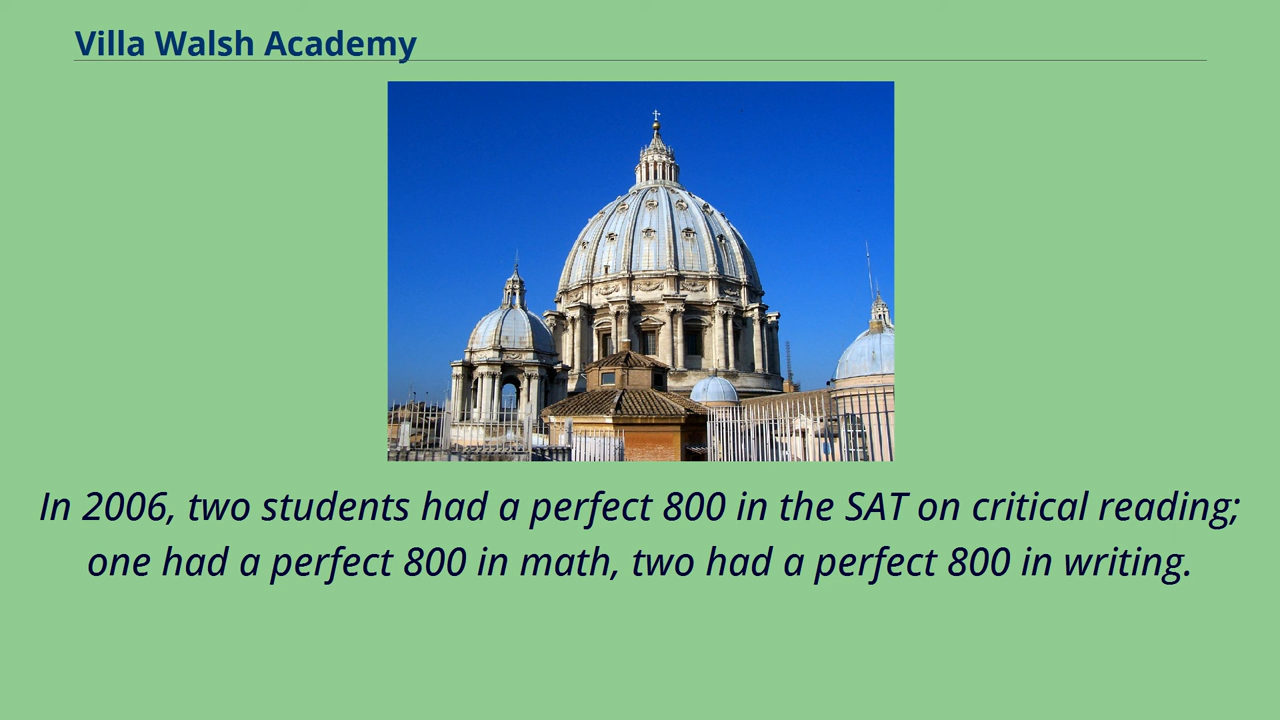 Villa Walsh Academy
In 2006, two students had a perfect 800 in the SAT on critical reading;
one had a perfect 800 in math, two had a perfect 800 in writing.